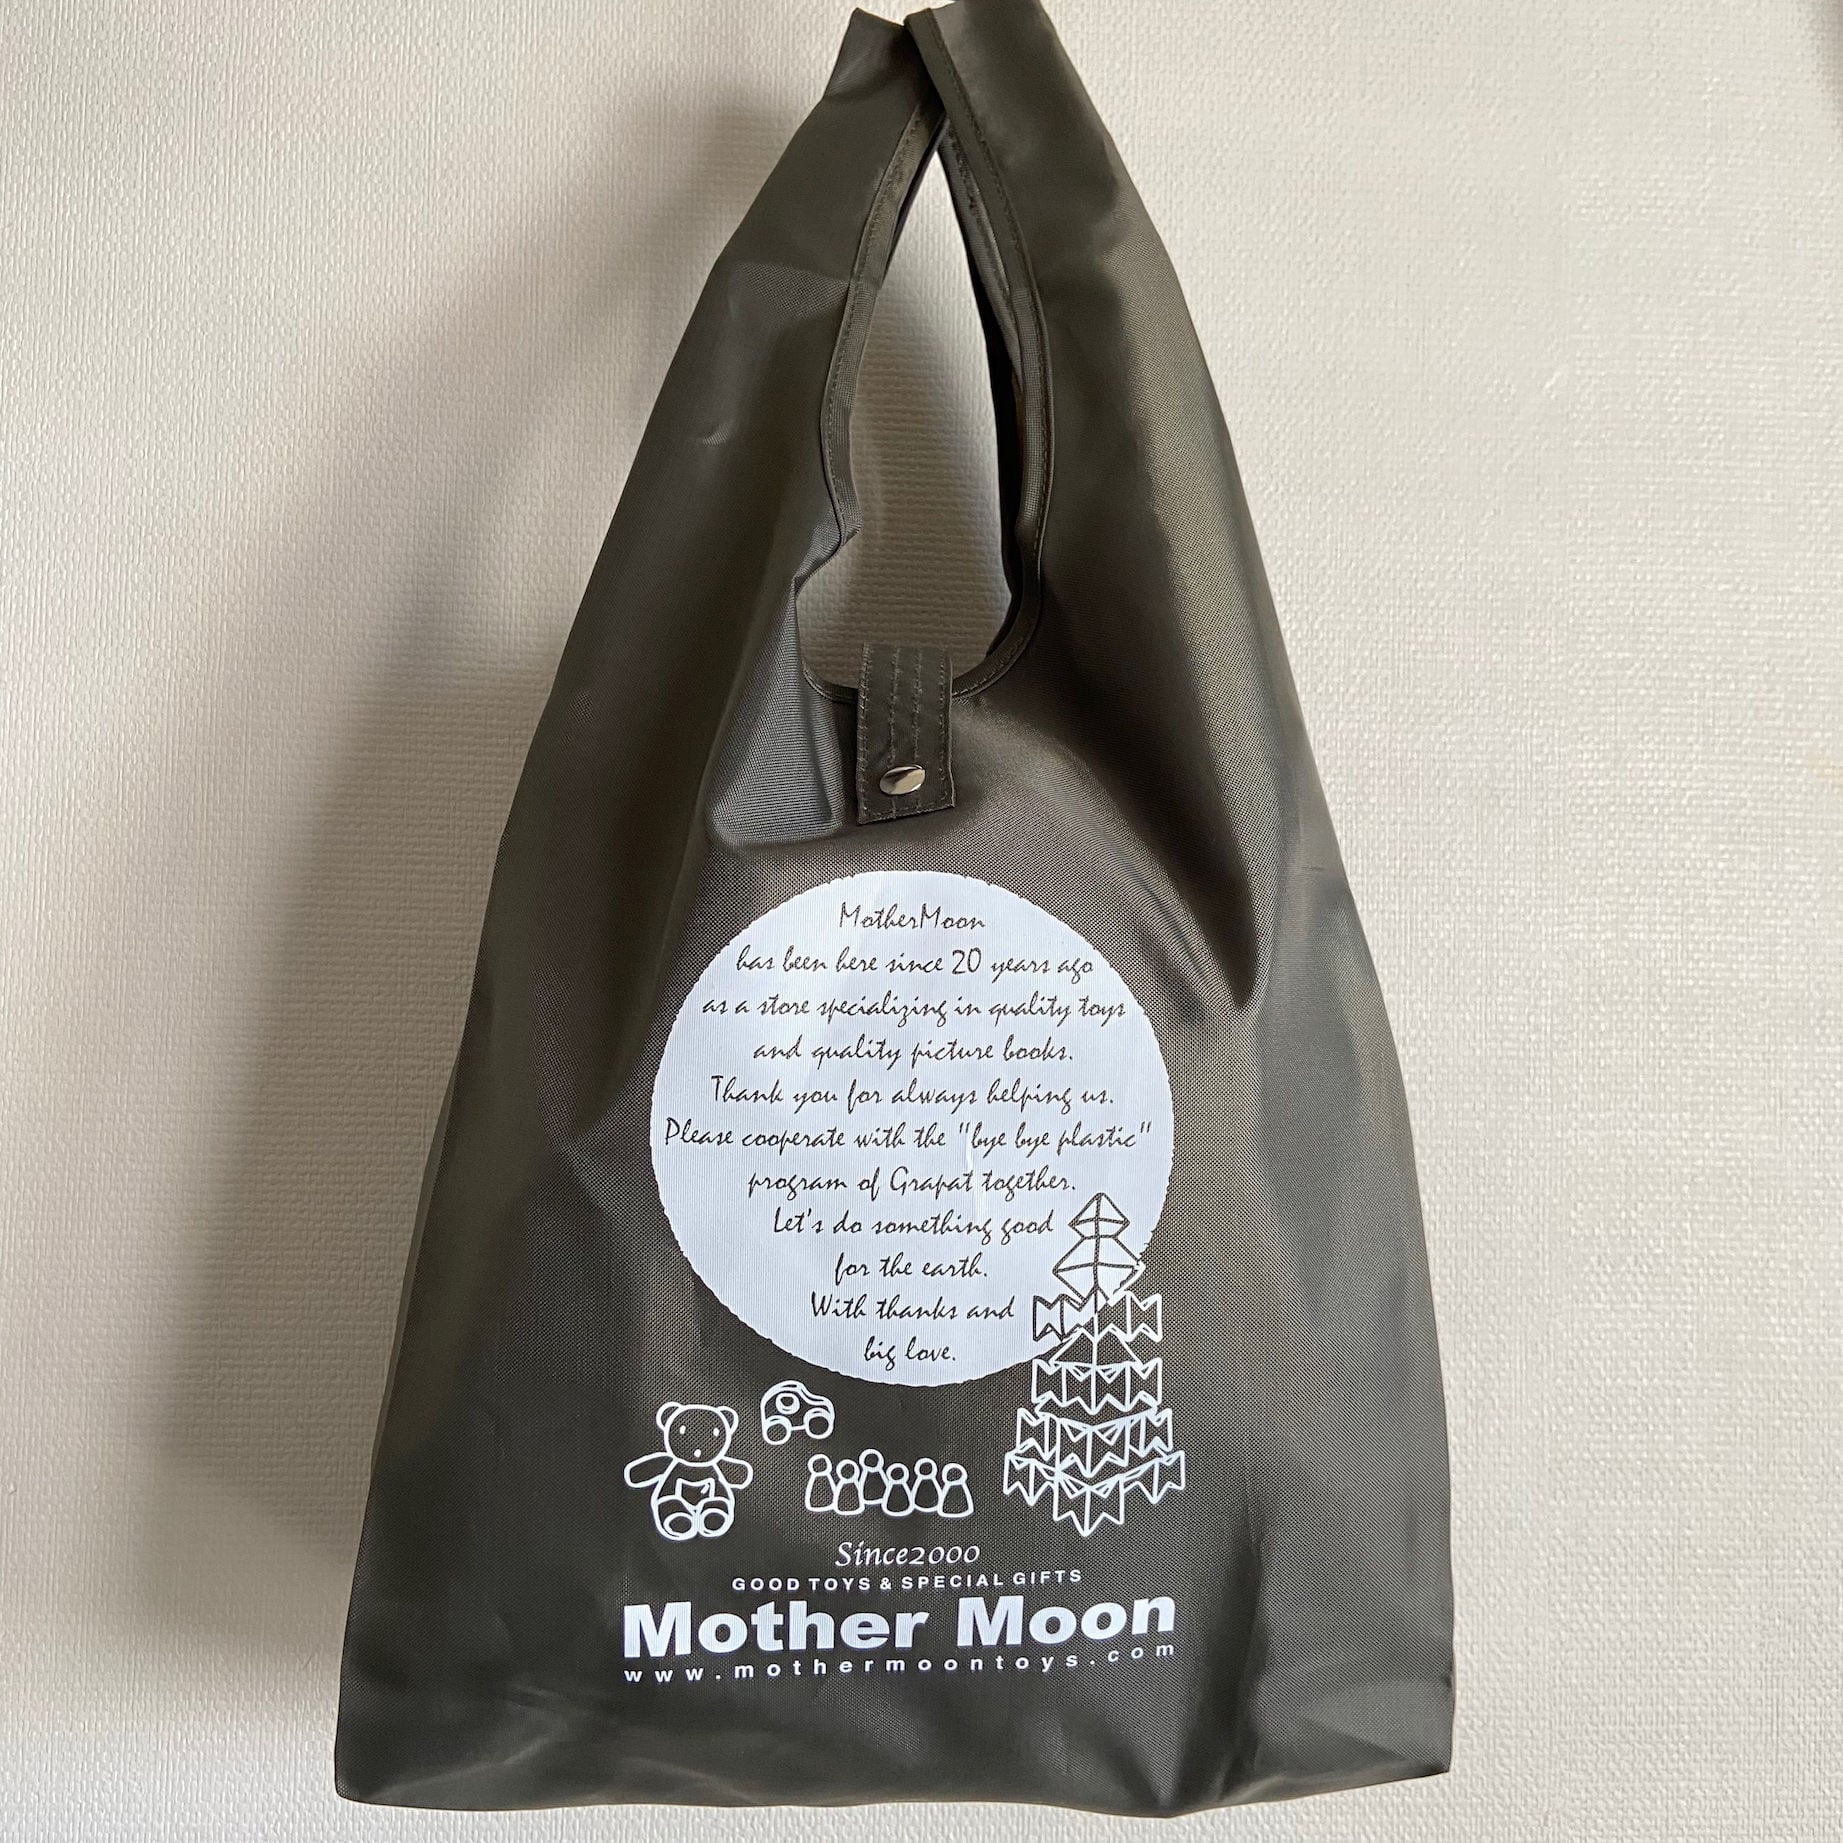 MotherMoon
has been here since 20 years ago
as a store specializing in quality toys
and quality picture books.
Thank you for always helping us.
Please cooperate with the "bye bye plastic"
program of Grapat together.
Let's do something good
for the earth.
With thanks and
big love.
Since2000
GOOD TOYS & SPECIAL GIFTS
Mother Moon
www.mothermoontoys.com